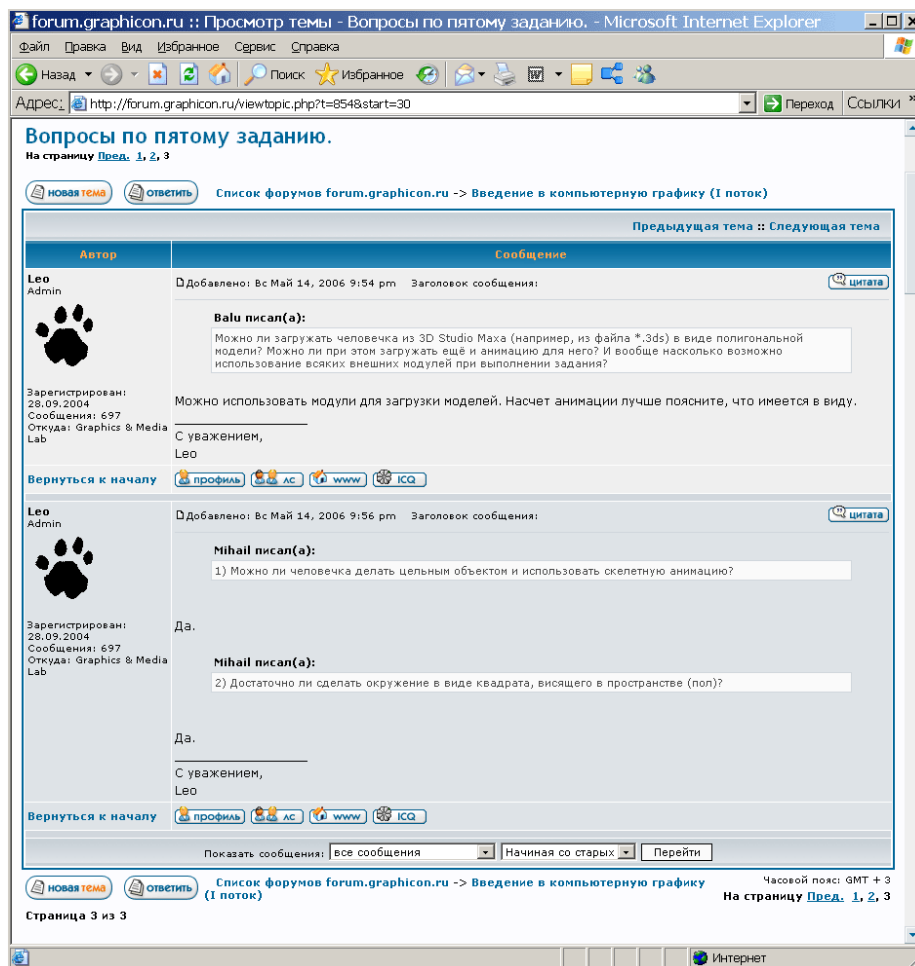 forum.graphicon.ru :: Просмотр темы - Вопросы по пятому заданию. - Microsoft Internet Explorer
Файл Правка Вид Избранное Сервис Справка
Назад Поиск Избранное
Адрес: http://forum.graphicon.ru/viewtopic.php?t=854&start=30 Переход Ссылки »
Вопросы по пятому заданию.
На страницу Пред. 1, 2, 3
новая тема ответить Список форумов forum.graphicon.ru -> Введение в компьютерную графику (I поток)
Предыдущая тема :: Следующая тема
Автор Сообщение
Leo
Admin
Зарегистрирован:
28.09.2004
Сообщения: 697
Откуда: Graphics & Media
Lab
Добавлено: Вс Май 14, 2006 9:54 pm Заголовок сообщения: цитата
Balu писал(а):
Можно ли загружать человечка из 3D Studio Maxa (например, из файла *.3ds) в виде полигональной
модели? Можно ли при этом загружать ещё и анимацию для него? И вообще насколько возможно
использование всяких внешних модулей при выполнении задания?
Можно использовать модули для загрузки моделей. Насчет анимации лучше поясните, что имеется в виду.
С уважением,
Leo
Вернуться к началу профиль ЛС www ICQ
Leo
Admin
Зарегистрирован:
28.09.2004
Сообщения: 697
Откуда: Graphics & Media
Lab
Добавлено: Вс Май 14, 2006 9:56 pm Заголовок сообщения: цитата
Mihail писал(а):
1) Можно ли человечка делать цельным объектом и использовать скелетную анимацию?
Да.
Mihail писал(а):
2) Достаточно ли сделать окружение в виде квадрата, висящего в пространстве (пол)?
Да.
С уважением,
Leo
Вернуться к началу профиль ЛС www ICQ
Показать сообщения: все сообщения Начиная со старых Перейти
новая тема ответить Список форумов forum.graphicon.ru -> Введение в компьютерную графику
(I поток)
Часовой пояс: GMT + 3
На страницу Пред. 1, 2, 3
Страница 3 из 3
Интернет